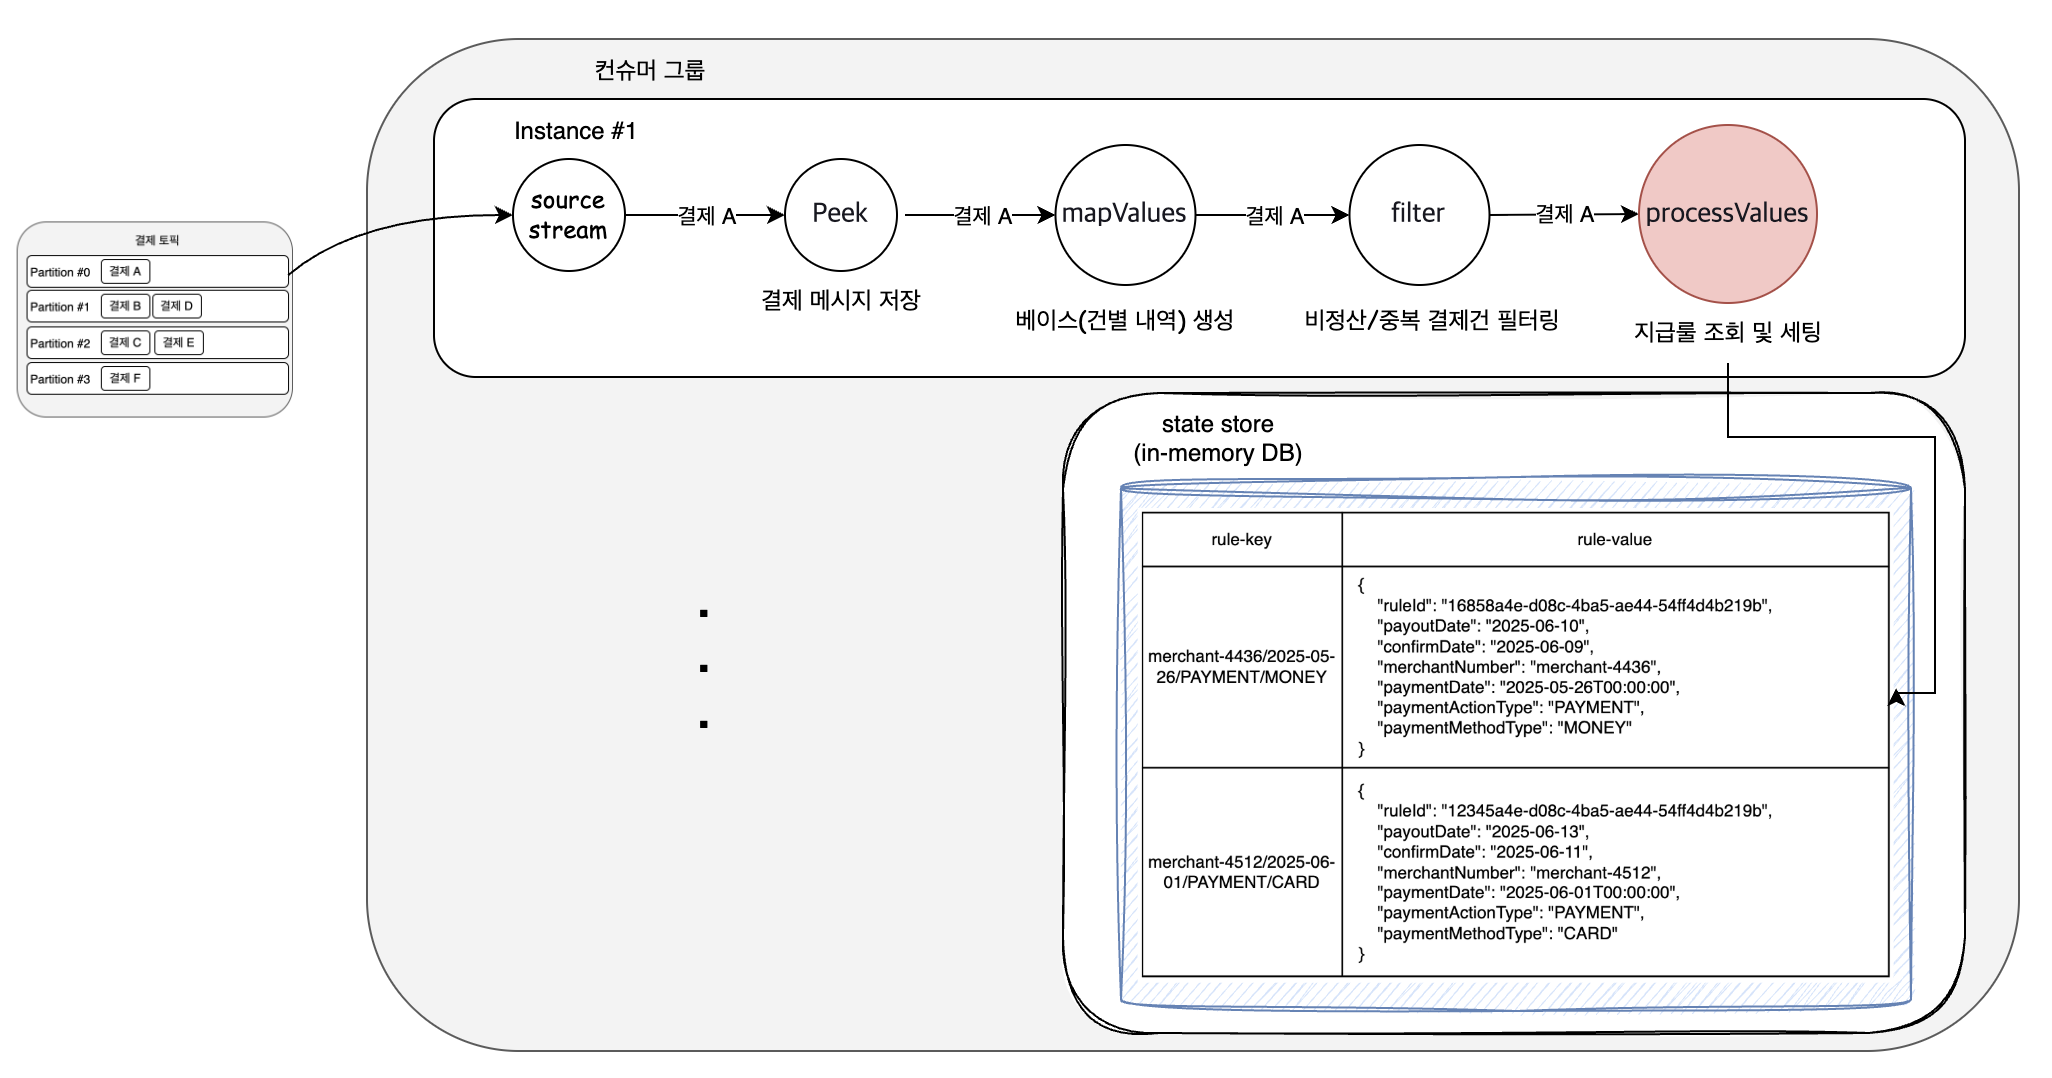 컨슈머 그룹
Instance #1
source
stream
결제 A
Peek
결제 A
mapValues
결제 A
filter
결제 A
processValues
결제 메시지 저장
베이스(건별 내역) 생성
비정산/중복 결제건 필터링
지급룰 조회 및 세팅
결제 토픽
Partition #0
결제 A
Partition #1
결제 B
결제 D
Partition #2
결제 C
결제 E
Partition #3
결제 F
state store
(in-memory DB)
rule-key
rule-value
merchant-4436/2025-05-
26/PAYMENT/MONEY
{
"ruleId": "16858a4e-d08c-4ba5-ae44-54ff4d4b219b",
"payoutDate": "2025-06-10",
"confirmDate": "2025-06-09",
"merchantNumber": "merchant-4436",
"paymentDate": "2025-05-26T00:00:00",
"paymentActionType": "PAYMENT",
"paymentMethodType": "MONEY"
}
merchant-4512/2025-06-
01/PAYMENT/CARD
{
"ruleId": "12345a4e-d08c-4ba5-ae44-54ff4d4b219b",
"payoutDate": "2025-06-13",
"confirmDate": "2025-06-11",
"merchantNumber": "merchant-4512",
"paymentDate": "2025-06-01T00:00:00",
"paymentActionType": "PAYMENT",
"paymentMethodType": "CARD"
}